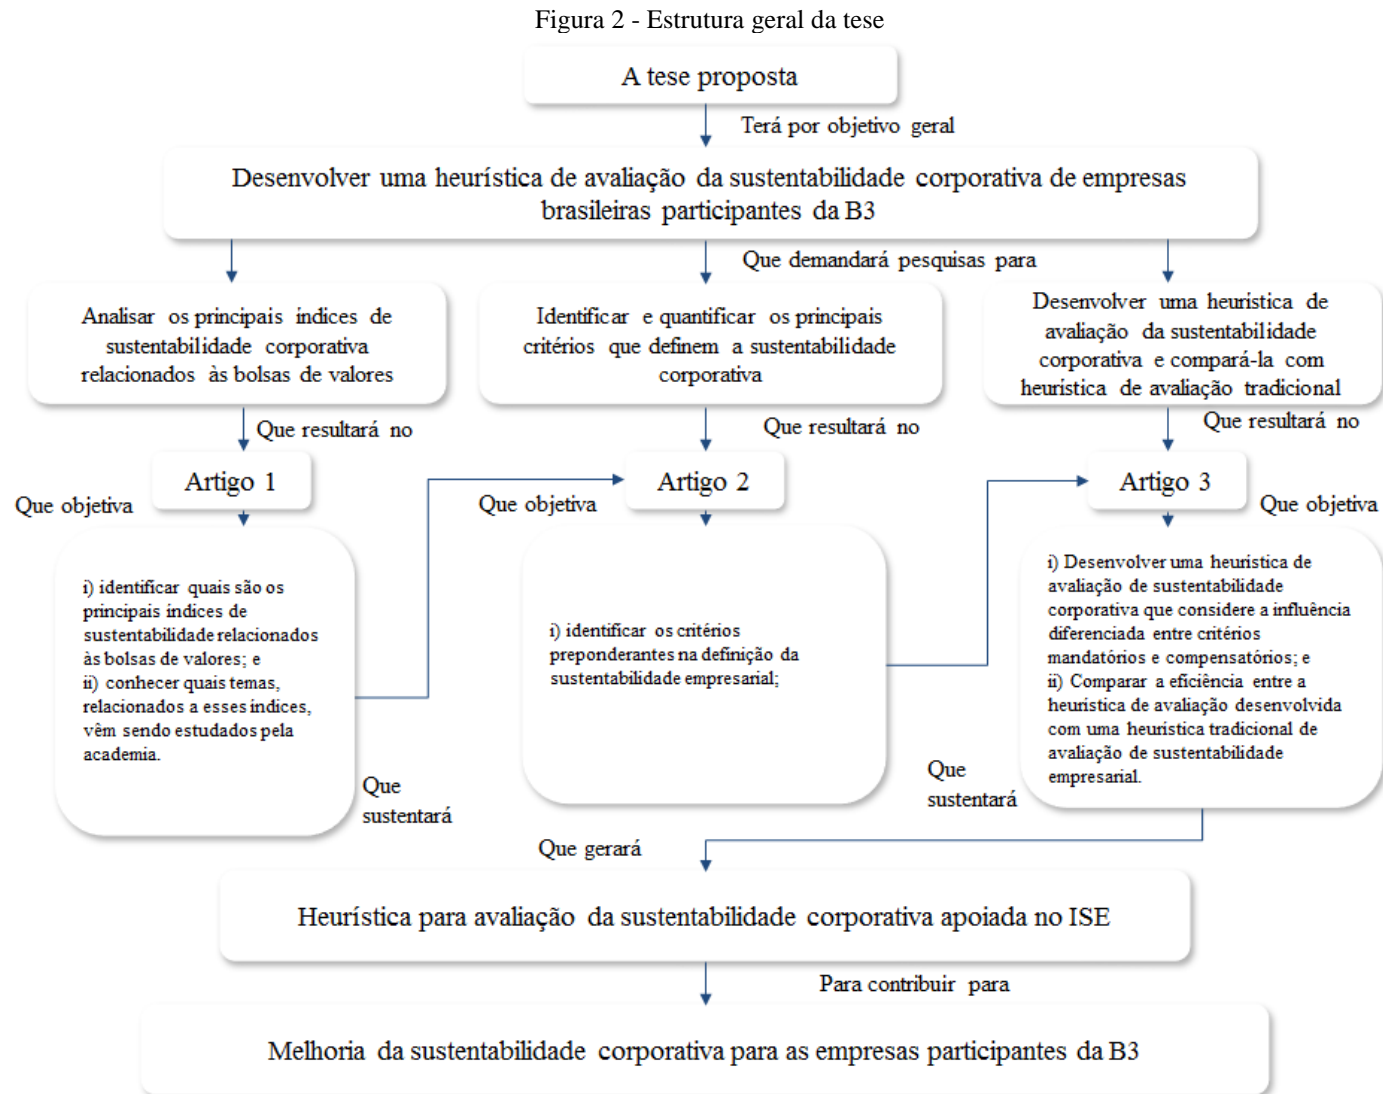 Figura 2 - Estrutura geral da tese
A tese proposta
Terá por objetivo geral
Desenvolver uma heurística de avaliação da sustentabilidade corporativa de empresas
brasileiras participantes da B3
Que demandará pesquisas para
Analisar os principais índices de
sustentabilidade corporativa
relacionados às bolsas de valores
Identificar e quantificar os principais
critérios que definem a sustentabilidade
corporativa
Desenvolver uma heurística de
avaliação da sustentabilidade
corporativa e compará-la com
heurística de avaliação tradicional
Que resultará no
Que resultará no
Que resultará no
Artigo 1
Artigo 2
Artigo 3
Que objetiva
Que objetiva
Que objetiva
i) identificar quais são os
principais índices de
sustentabilidade relacionados
às bolsas de valores; e
ii) conhecer quais temas,
relacionados a esses índices,
vêm sendo estudados pela
academia.
Que
sustentará
i) identificar os critérios
preponderantes na definição da
sustentabilidade empresarial;
Que
sustentará
i) Desenvolver uma heurística de
avaliação de sustentabilidade
corporativa que considere a influência
diferenciada entre critérios
mandatórios e compensatórios; e
ii) Comparar a eficiência entre a
heurística de avaliação desenvolvida
com uma heurística tradicional de
avaliação de sustentabilidade
empresarial.
Que gerará
Heurística para avaliação da sustentabilidade corporativa apoiada no ISE
Para contribuir para
Melhoria da sustentabilidade corporativa para as empresas participantes da B3